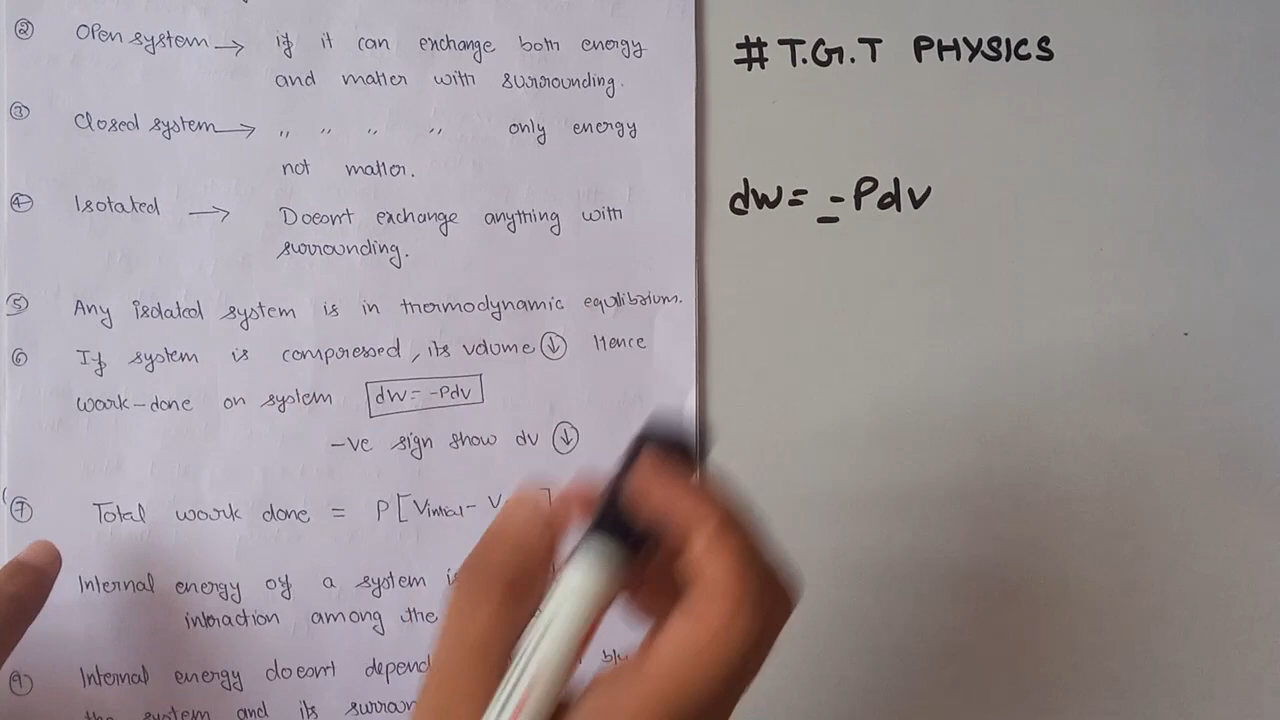 ② Open system → if it can exchange both energy
and matter with surrounding.
③ Closed system → ,, ,, ,, ,, only energy
not matter.
④ Isotated → Doesn't exchange anything with
surrounding.
⑤ Any isolated system is in thermodynamic equilibrium.
⑥ If system is compressed, its volume ↓ Hence
work-done on system dw = -Pdv
-ve sign show dv ↓
⑦ Total work done = P[Vinitial - V ]
Internal energy of a system
interaction among the
⑨ Internal energy doesn't depend
the system and its
# T.G.T PHYSICS
dw = -Pdv